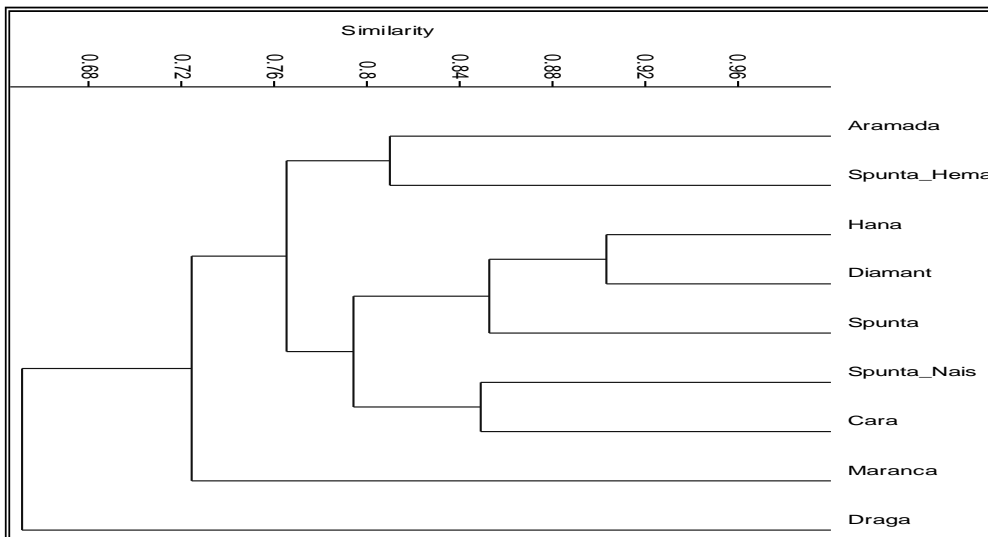 Similarity
0.68 0.72 0.76 0.8 0.84 0.88 0.92 0.96
Aramada
Spunta_Hema
Hana
Diamant
Spunta
Spunta_Nais
Cara
Maranca
Draga